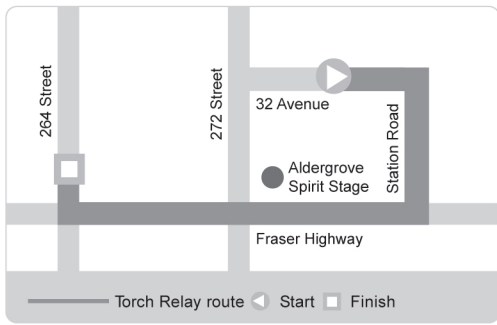 264 Street
272 Street
32 Avenue
Station Road
Aldergrove
Spirit Stage
Fraser Highway
Torch Relay route Start Finish